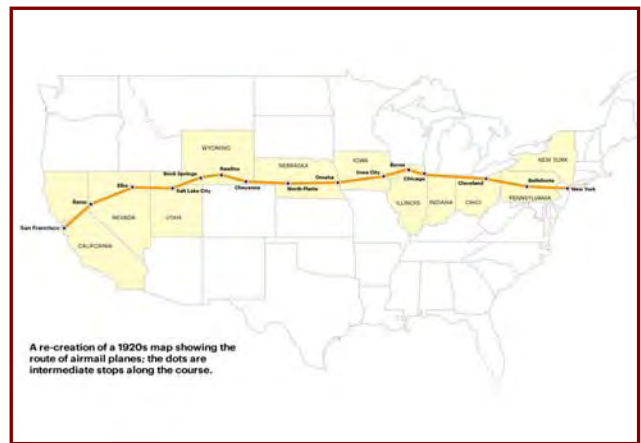 WYOMING
Rock Springs
Rawlins
NEBRASKA
IOWA
NEW YORK
Elko
Omaha
Iowa City
Chicago
Bellefonte
Reno
Salt Lake City
Cheyenne
North Platte
Cleveland
New York
NEVADA
UTAH
ILLINOIS
INDIANA
OHIO
PENNSYLVANIA
San Francisco
CALIFORNIA
A re-creation of a 1920s map showing the
route of airmail planes; the dots are
intermediate stops along the course.